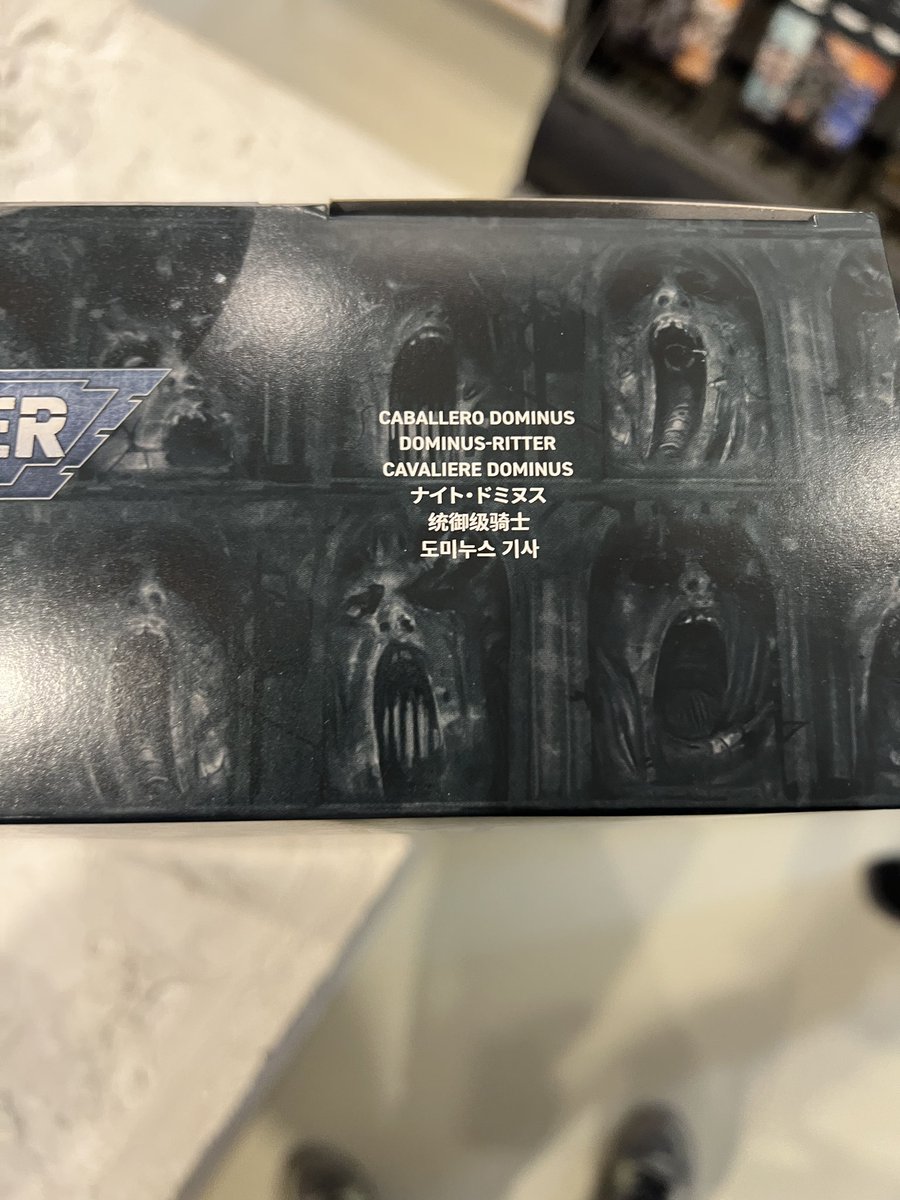 ER
CABALLERO DOMINUS
DOMINUS-RITTER
CAVALIERE DOMINUS
ナイト・ドミヌス
统御级骑士
도미누스 기사